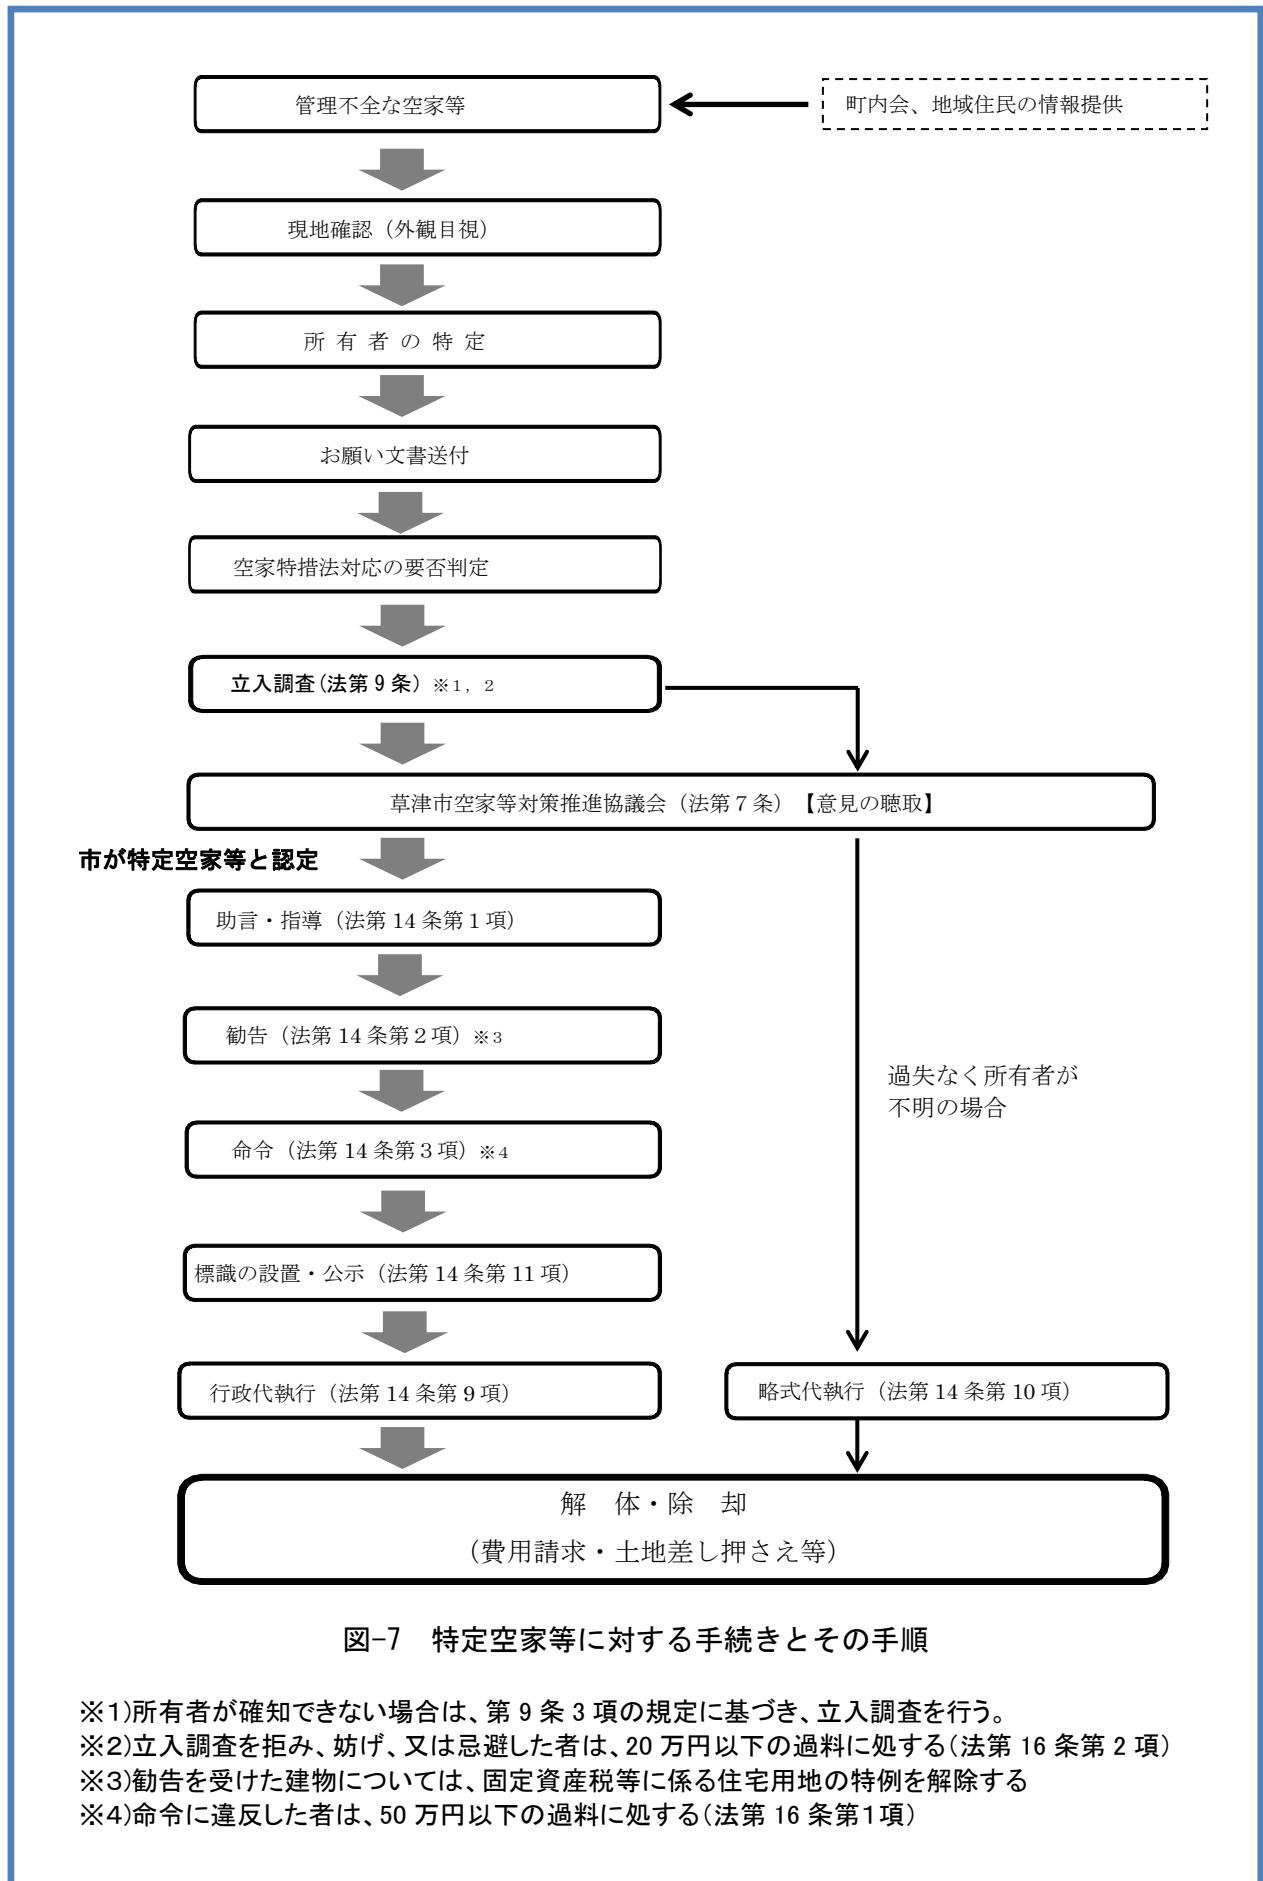 管理不全な空家等
町内会、地域住民の情報提供
現地確認（外観目視）
所 有 者 の 特 定
お願い文書送付
空家特措法対応の要否判定
立入調査(法第 9 条) ※1, 2
草津市空家等対策推進協議会（法第７条）【意見の聴取】
市が特定空家等と認定
助言・指導（法第 14 条第１項）
勧告（法第 14 条第２項）※3
過失なく所有者が
不明の場合
命令（法第 14 条第３項）※4
標識の設置・公示（法第 14 条第 11 項）
行政代執行（法第 14 条第 9 項）
略式代執行（法第 14 条第 10 項）
解　体・除　却
（費用請求・土地差し押さえ等）
図-7　特定空家等に対する手続きとその手順
※1)所有者が確知できない場合は、第 9 条 3 項の規定に基づき、立入調査を行う。
※2)立入調査を拒み、妨げ、又は忌避した者は、20 万円以下の過料に処する(法第 16 条第 2 項)
※3)勧告を受けた建物については、固定資産税等に係る住宅用地の特例を解除する
※4)命令に違反した者は、50 万円以下の過料に処する(法第 16 条第１項)